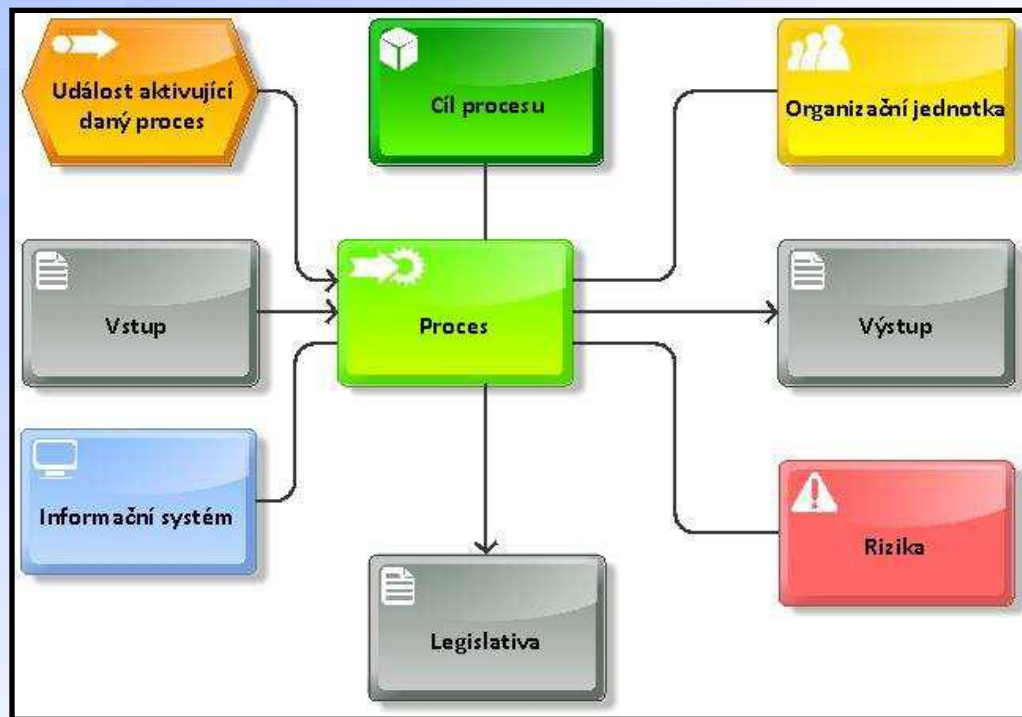 Událost aktivující
daný proces
Cíl procesu
Organizační jednotka
Vstup
Proces
Výstup
Informační systém
Rizika
Legislativa